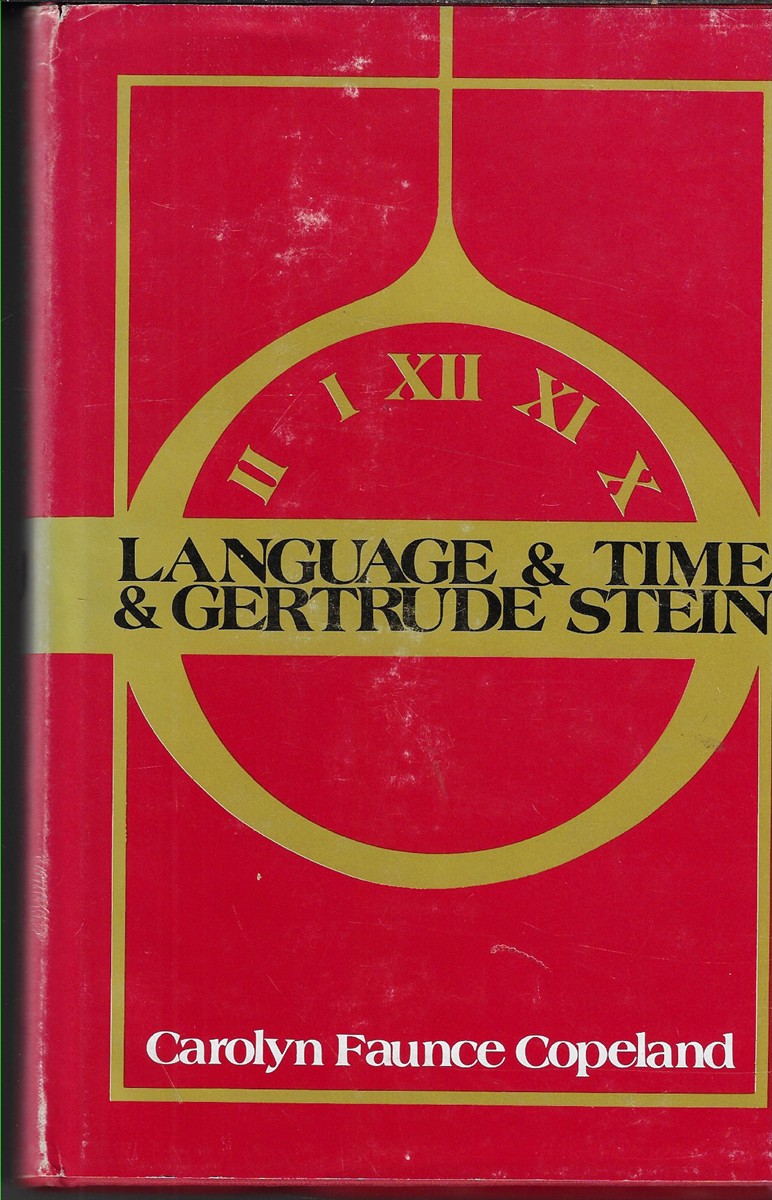 II I XII XI X
LANGUAGE & TIME
& GERTRUDE STEIN
Carolyn Faunce Copeland